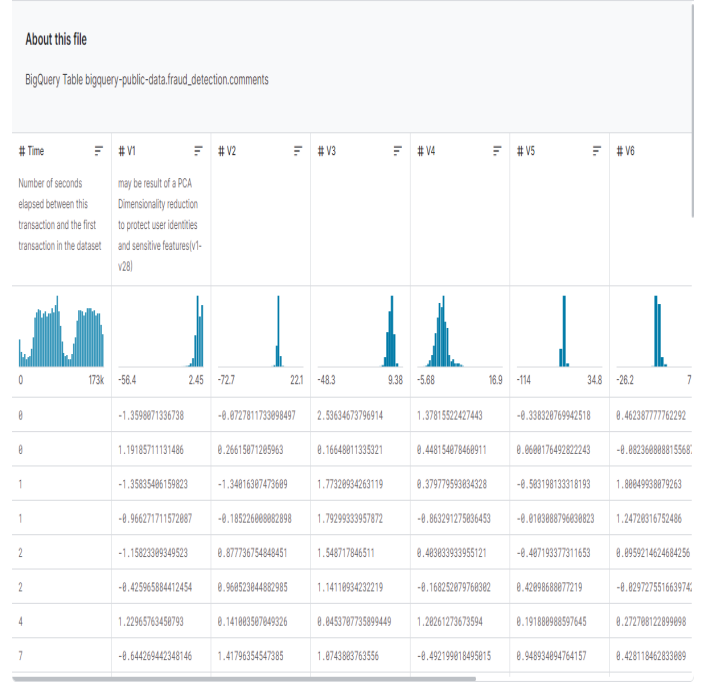 About this file
BigQuery Table bigquery-public-data.fraud_detection.comments
# Time # V1 # V2 # V3 # V4 # V5 # V6
Number of seconds
elapsed between this
transaction and the first
transaction in the dataset
may be result of a PCA
Dimensionality reduction
to protect user identities
and sensitive features(v1-
v28)
0 173k -56.4 2.45 -72.7 22.1 -48.3 9.38 -5.68 16.9 -114 34.8 -26.2 7
0 -1.3598071336738 -0.0727811733098497 2.53634673796914 1.37815522427443 -0.338320769942518 0.462387777762292
0 1.19185711131486 0.26615071205963 0.16648011335321 0.448154078460911 0.0600176492822243 -0.0823608088155687
1 -1.35835406159823 -1.34016307473609 1.77320934263119 0.379779593034328 -0.503198133318193 1.80049938079263
1 -0.966271711572087 -0.185226008082898 1.79299333957872 -0.863291275036453 -0.0103088796030823 1.24720316752486
2 -1.15823309349523 0.877736754848451 1.548717846511 0.403033933955121 -0.407193377311653 0.0959214624684256
2 -0.425965884412454 0.960523044882985 1.14110934232219 -0.168252079760302 0.42098688077219 -0.0297275516639742
4 1.22965763450793 0.141003507049326 0.0453707735899449 1.20261273673594 0.191880988597645 0.272708122899098
7 -0.644269442348146 1.41796354547385 1.0743803763556 -0.492199018495015 0.948934094764157 0.428118462833089